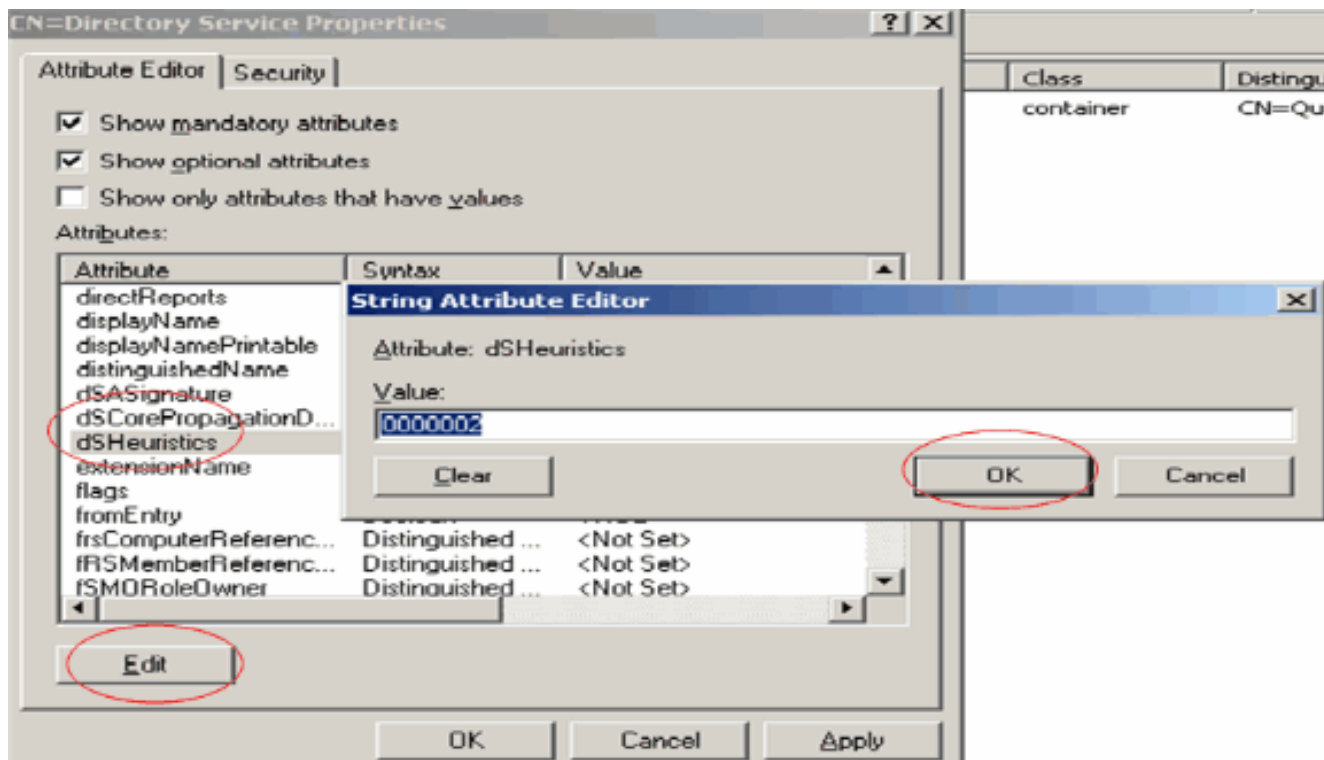 CN=Directory Service Properties
Attribute Editor
Security
Show mandatory attributes
Show optional attributes
Show only attributes that have values
Attributes:
Attribute Syntax Value
directReports
displayName
displayNamePrintable
distinguishedName
dSASignature
dSCorePropagationD...
dSHeuristics
extensionName
flags
fromEntry
frsComputerReferenc... Distinguished ... <Not Set>
fRSMemberReferenc... Distinguished ... <Not Set>
fSMORoleOwner Distinguished ... <Not Set>
Edit
OK Cancel Apply
String Attribute Editor
Attribute: dSHeuristics
Value:
0000002
Clear OK Cancel
Class Distingu
container CN=Qu